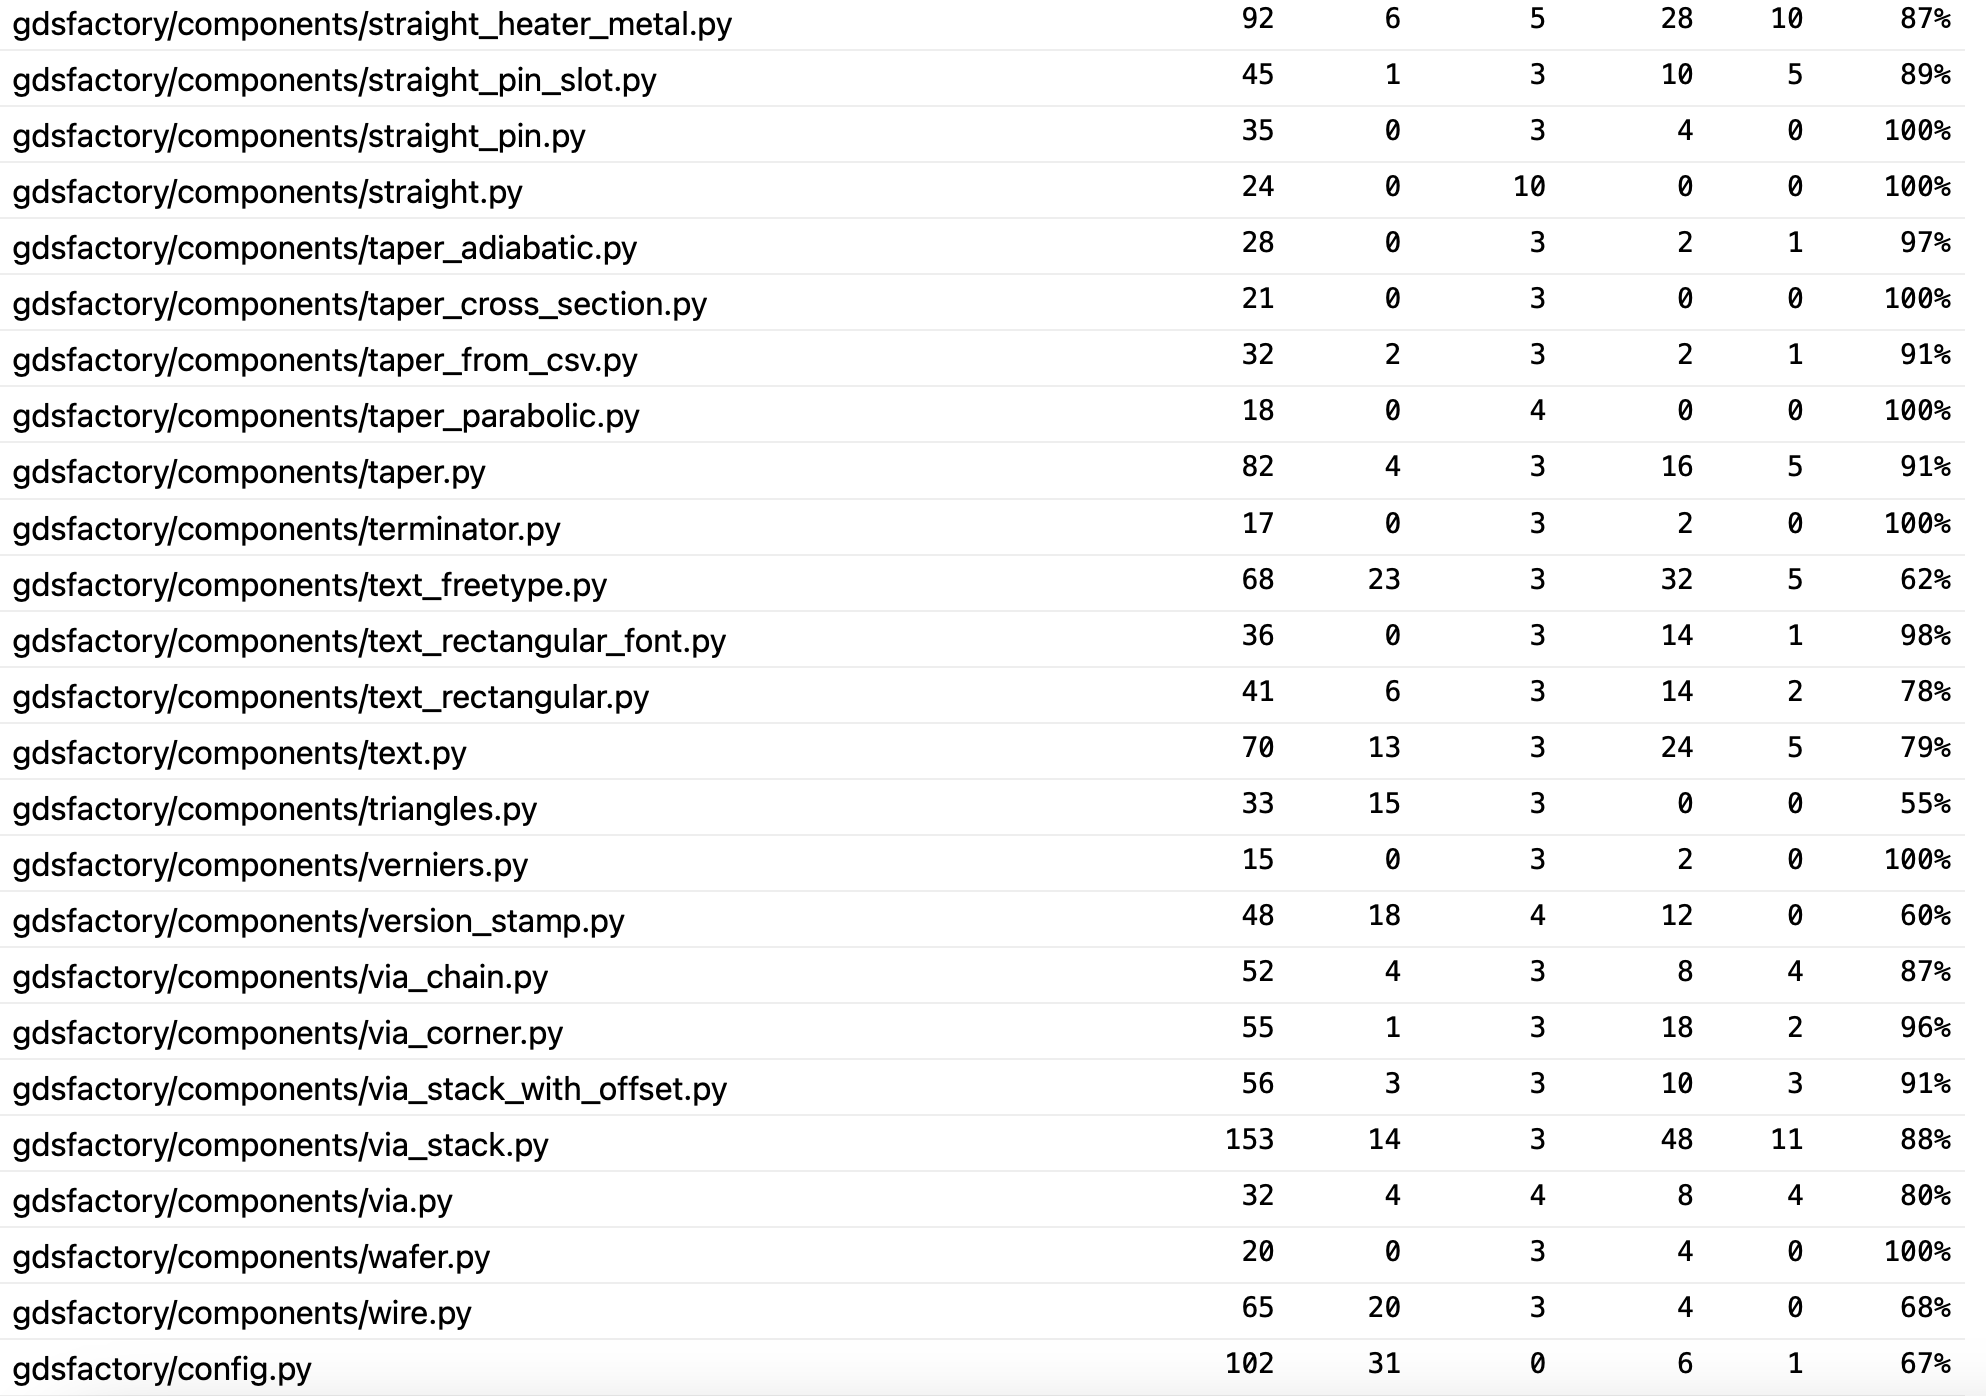 gdsfactory/components/straight_heater_metal.py 92 6 5 28 10 87%
gdsfactory/components/straight_pin_slot.py 45 1 3 10 5 89%
gdsfactory/components/straight_pin.py 35 0 3 4 0 100%
gdsfactory/components/straight.py 24 0 10 0 0 100%
gdsfactory/components/taper_adiabatic.py 28 0 3 2 1 97%
gdsfactory/components/taper_cross_section.py 21 0 3 0 0 100%
gdsfactory/components/taper_from_csv.py 32 2 3 2 1 91%
gdsfactory/components/taper_parabolic.py 18 0 4 0 0 100%
gdsfactory/components/taper.py 82 4 3 16 5 91%
gdsfactory/components/terminator.py 17 0 3 2 0 100%
gdsfactory/components/text_freetype.py 68 23 3 32 5 62%
gdsfactory/components/text_rectangular_font.py 36 0 3 14 1 98%
gdsfactory/components/text_rectangular.py 41 6 3 14 2 78%
gdsfactory/components/text.py 70 13 3 24 5 79%
gdsfactory/components/triangles.py 33 15 3 0 0 55%
gdsfactory/components/verniers.py 15 0 3 2 0 100%
gdsfactory/components/version_stamp.py 48 18 4 12 0 60%
gdsfactory/components/via_chain.py 52 4 3 8 4 87%
gdsfactory/components/via_corner.py 55 1 3 18 2 96%
gdsfactory/components/via_stack_with_offset.py 56 3 3 10 3 91%
gdsfactory/components/via_stack.py 153 14 3 48 11 88%
gdsfactory/components/via.py 32 4 4 8 4 80%
gdsfactory/components/wafer.py 20 0 3 4 0 100%
gdsfactory/components/wire.py 65 20 3 4 0 68%
gdsfactory/config.py 102 31 0 6 1 67%